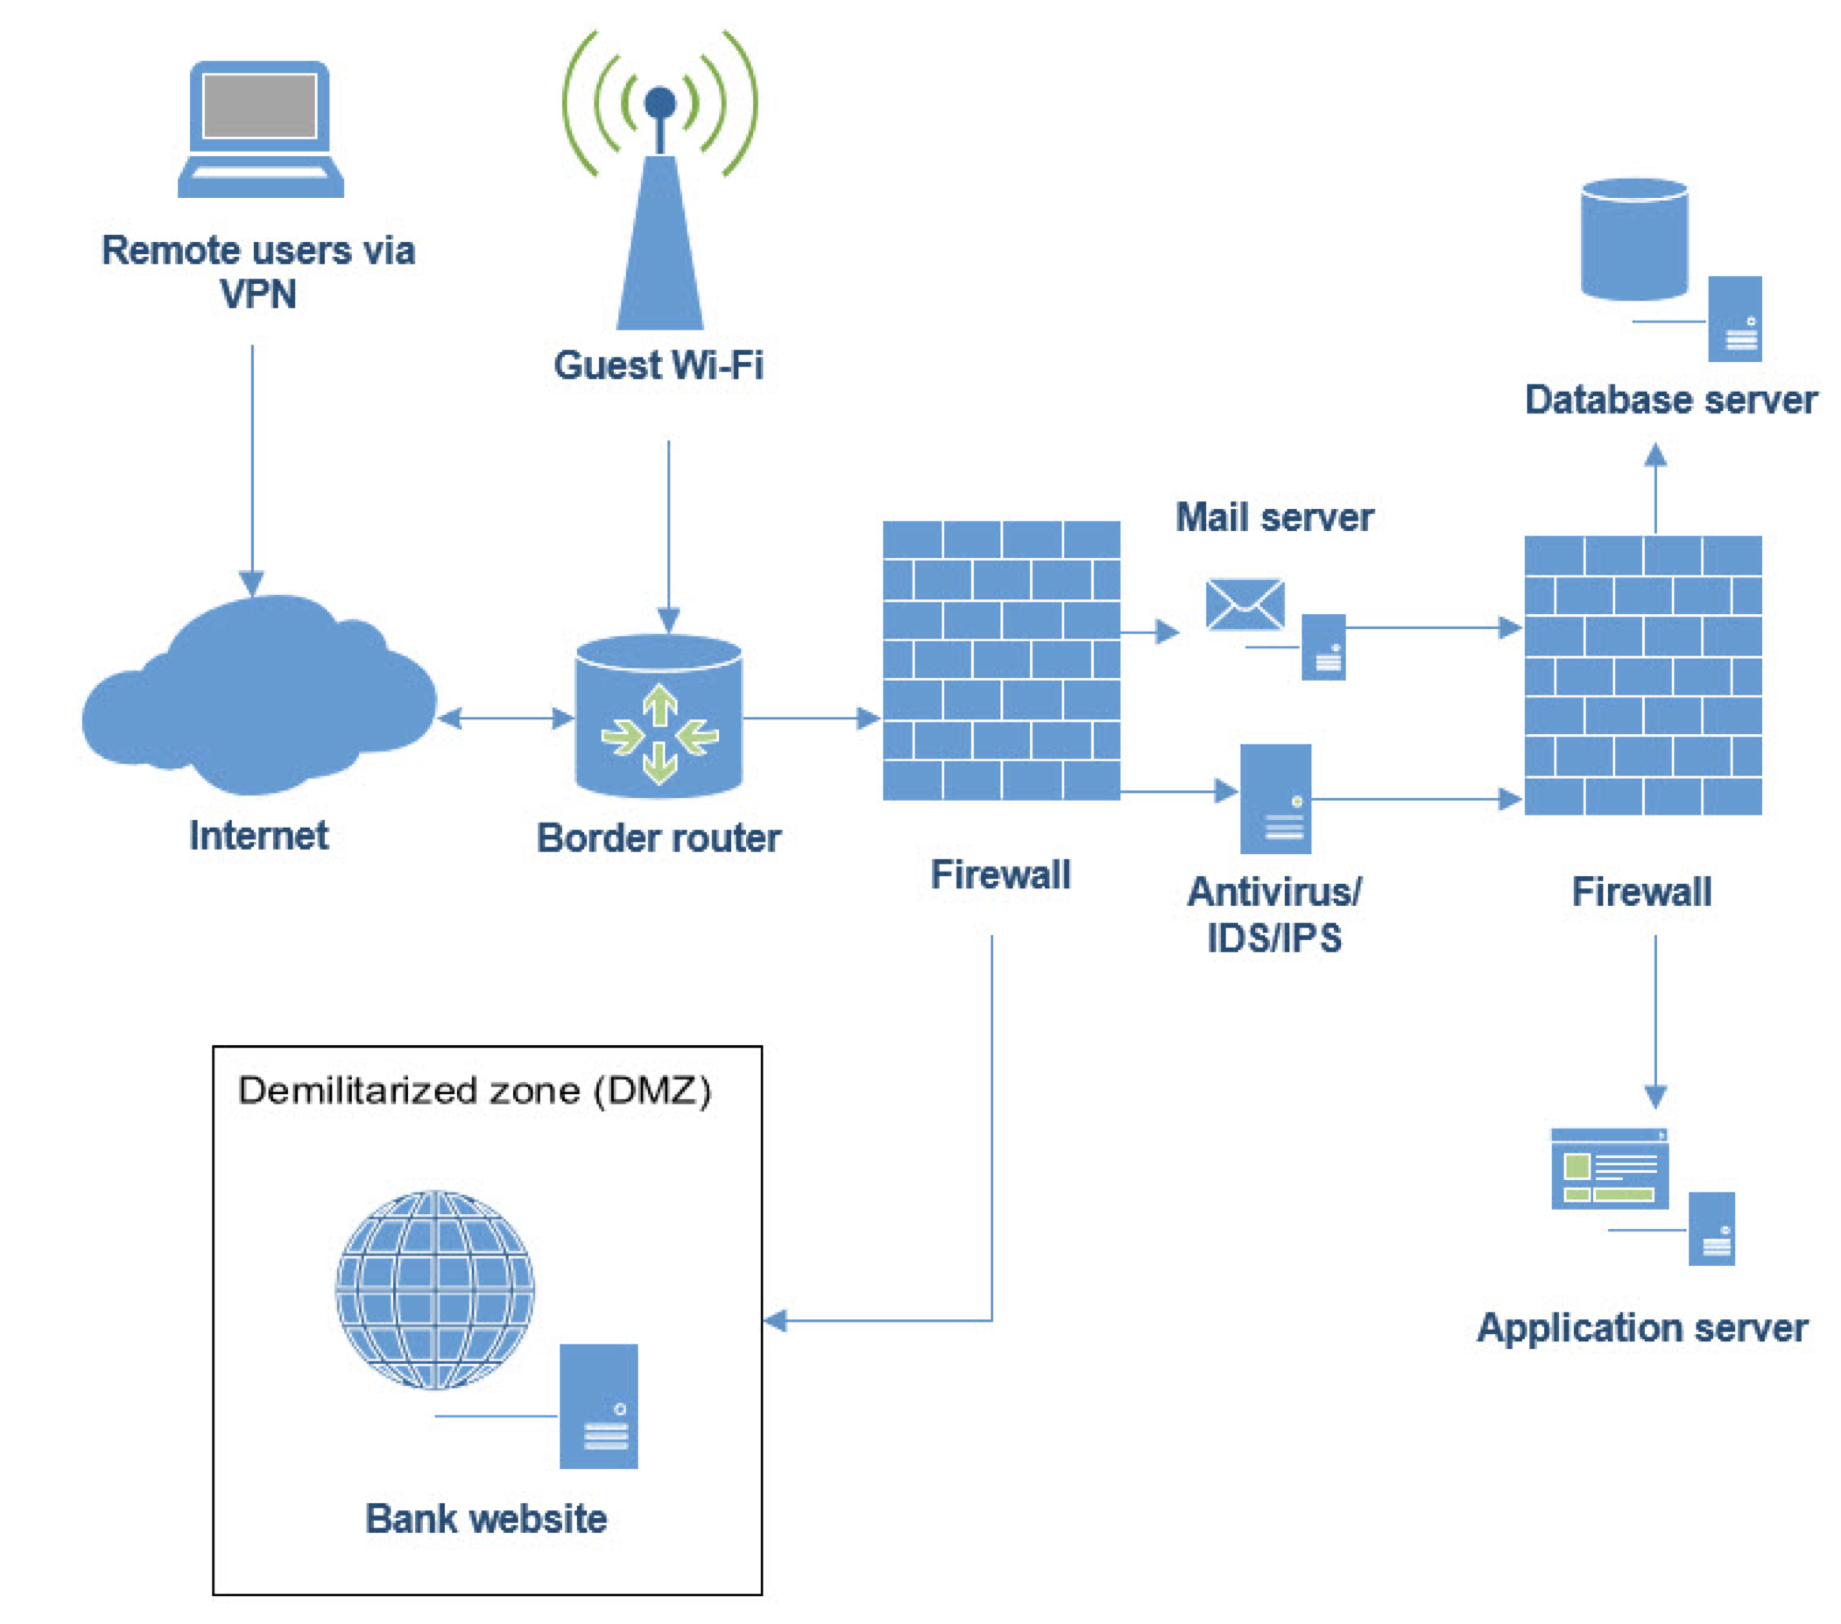 Remote users via
VPN
Guest Wi-Fi
Database server
Mail server
Internet
Border router
Firewall
Antivirus/
IDS/IPS
Firewall
Demilitarized zone (DMZ)
Bank website
Application server